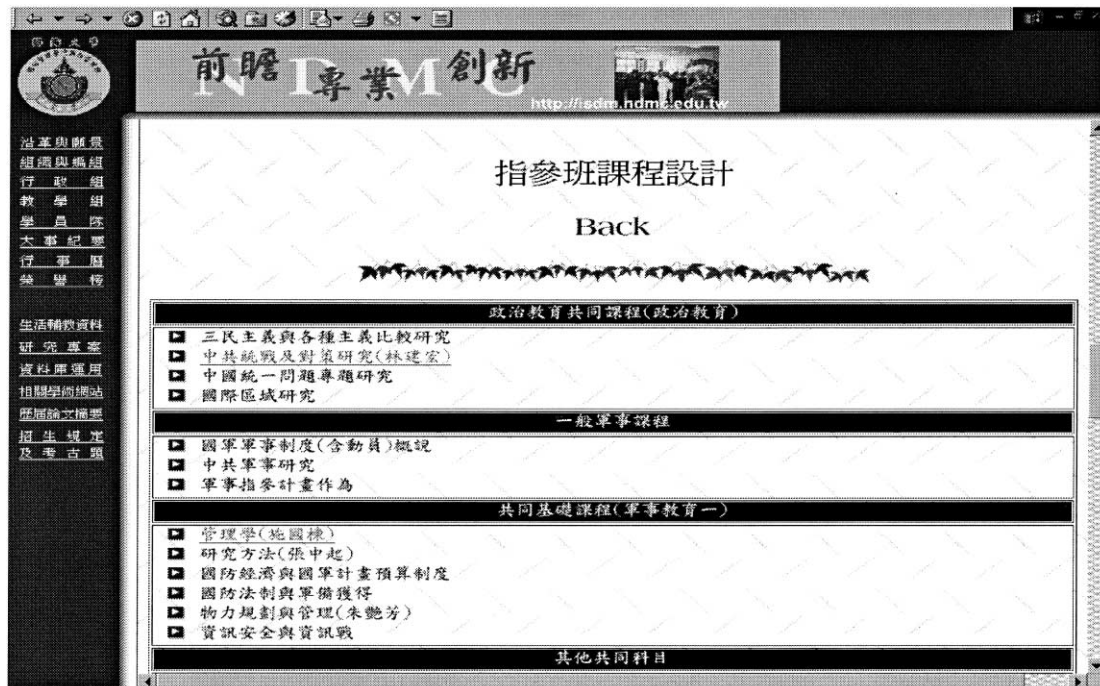 國防大學
前瞻 專業 創新
NDMC
http://isdm.ndmc.edu.tw
沿革與願景
組織與編組
行政組
教學組
學員隊
大事紀要
行事曆
榮譽榜
生活輔教資料
研究專案
資料庫運用
相關學術網站
歷屆論文摘要
招生規定
及考古題
指參班課程設計
Back
政治教育共同課程(政治教育)
三民主義與各種主義比較研究
中共統戰及對策研究(林建宏)
中國統一問題專題研究
國際區域研究
一般軍事課程
國軍軍事制度(含動員)概說
中共軍事研究
軍事指參計畫作為
共同基礎課程(軍事教育一)
管理學(施國棟)
研究方法(張中起)
國防經濟與國軍計畫預算制度
國防法制與軍備獲得
物力規劃與管理(朱艷芳)
資訊安全與資訊戰
其他共同科目